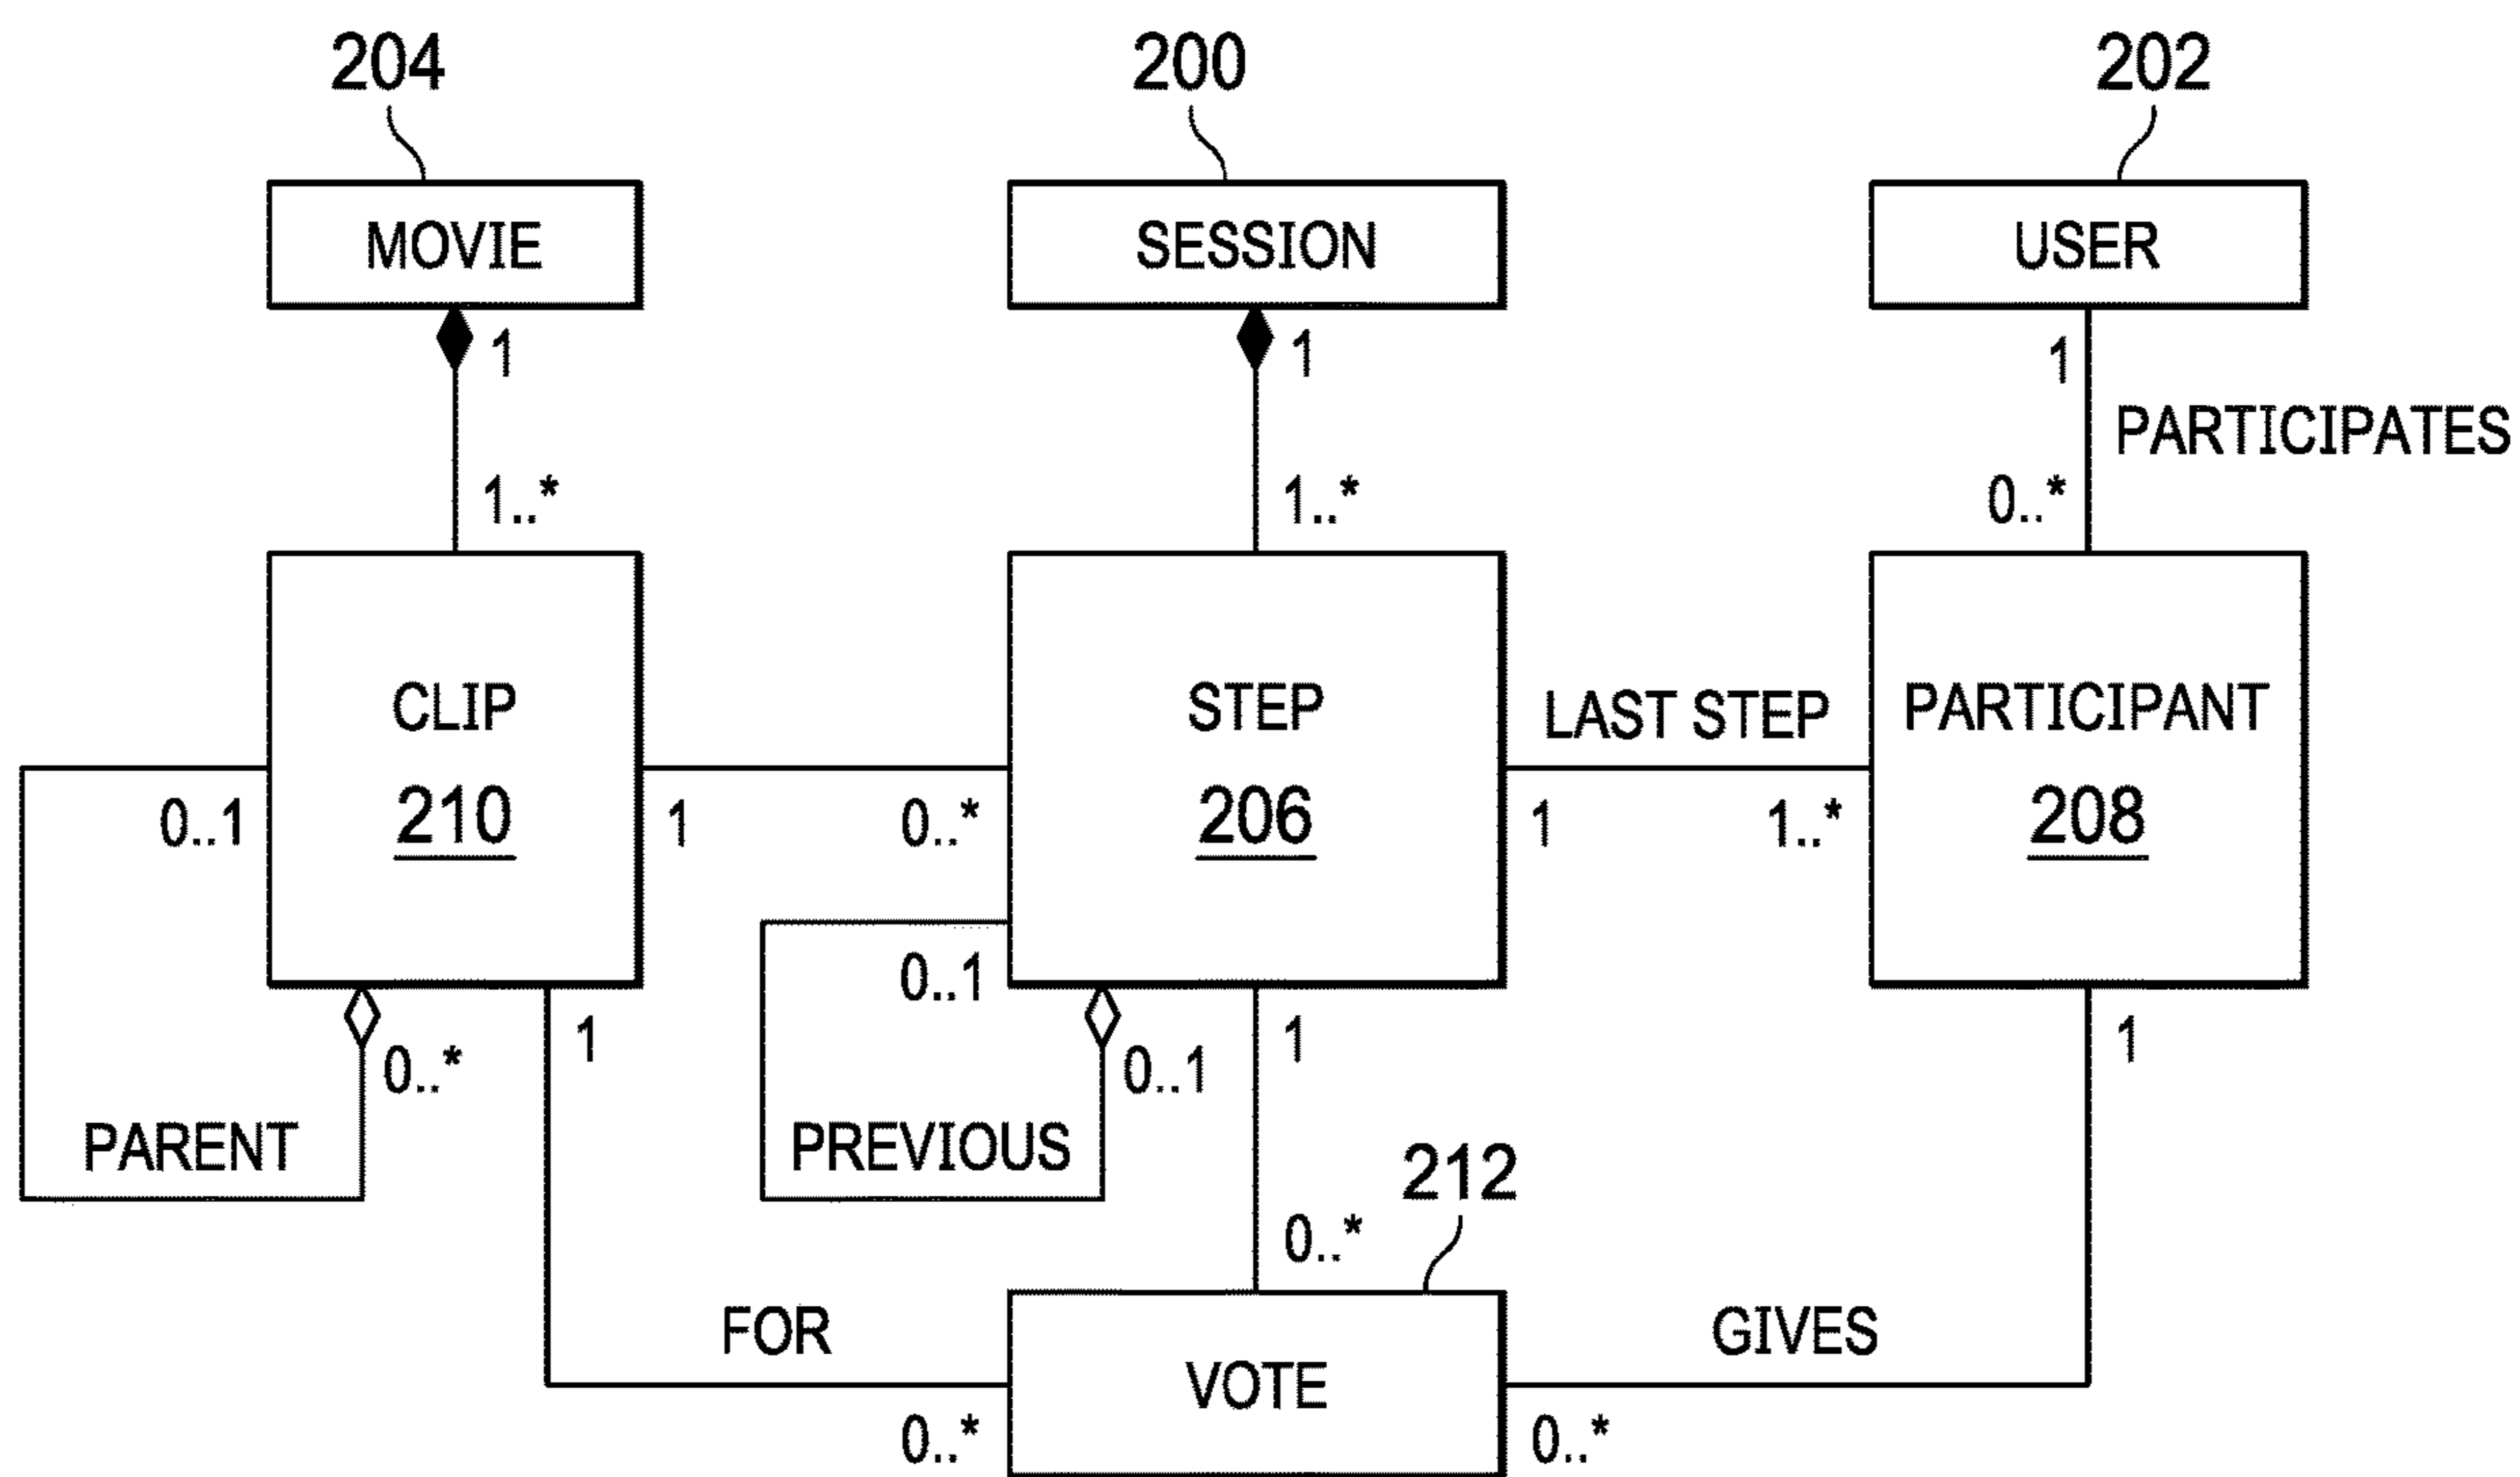 204
200
202
MOVIE
SESSION
USER
1
1
1
PARTICIPATES
1..*
1..*
0..*
CLIP
STEP
LAST STEP
PARTICIPANT
210
206
208
0..1
1
0..*
1
1..*
0..1
0..*
1
0..1
1
1
PARENT
PREVIOUS
212
0..*
FOR
GIVES
VOTE
0..*
0..*